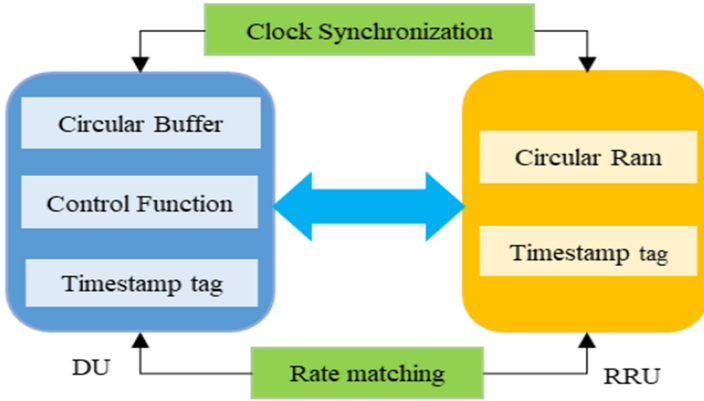 Clock Synchronization
Circular Buffer
Control Function
Timestamp tag
Circular Ram
Timestamp tag
DU
Rate matching
RRU